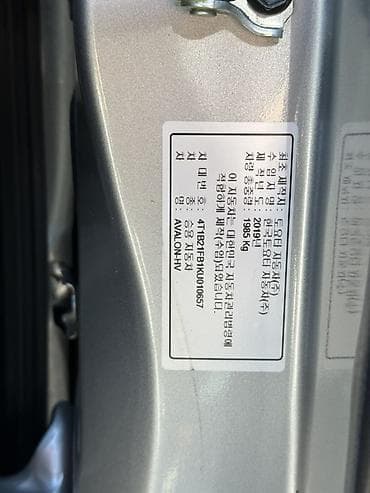 최초 제작자: 토요타 자동차(주)
수 입 자 명: 한국토요타 자동차(주)
제 작 년 도: 2019년
차량 총중량: 1985 Kg
이 자동차는 대한민국 자동차관리법령에
적합하게 제작(수입)되었습니다.
차 대 번 호: 4T1B21FB1KU010657
차 종: 승용 자동차
차 명: AVALON-HV